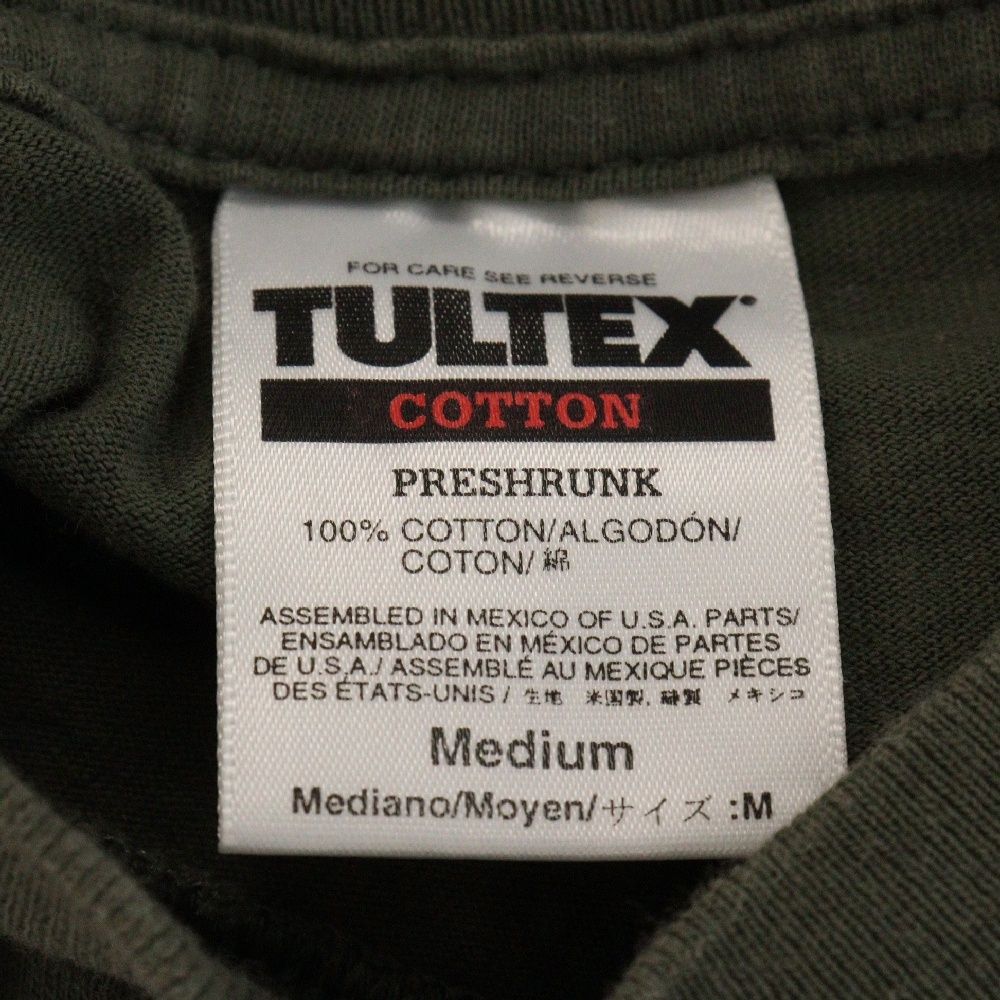 FOR CARE SEE REVERSE
TULTEX
COTTON
PRESHRUNK
100% COTTON/ALGODÓN/
COTON/ 綿
ASSEMBLED IN MEXICO OF U.S.A. PARTS/
ENSAMBLADO EN MÉXICO DE PARTES
DE U.S.A./ ASSEMBLÉ AU MEXIQUE PIÈCES
DES ÉTATS-UNIS / 生地 米国製, 縫製 メキシコ
Medium
Mediano/Moyen/サイズ :M